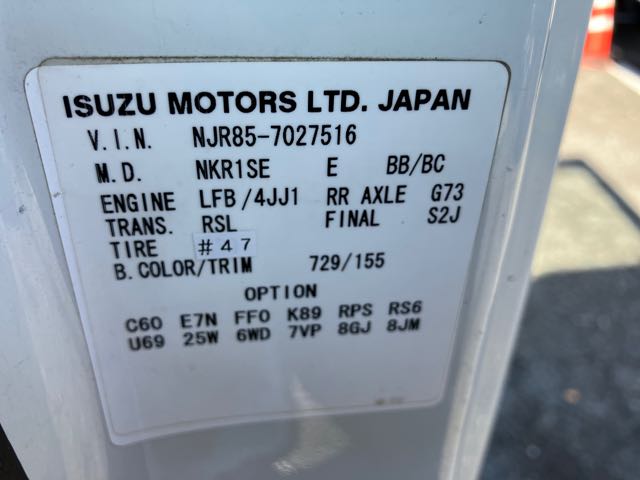 ISUZU MOTORS LTD. JAPAN
V.I.N. NJR85-7027516
M.D. NKR1SE E BB/BC
ENGINE LFB/4JJ1 RR AXLE G73
TRANS. RSL FINAL S2J
TIRE #47
B.COLOR/TRIM 729/155
OPTION
C60 E7N FF0 K89 RPS RS6
U69 25W 6WD 7VP 8GJ 8JM